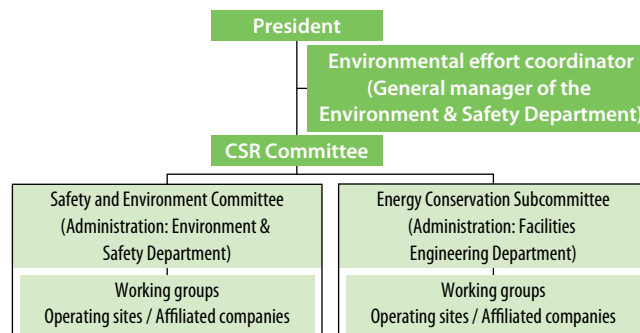 President
Environmental effort coordinator
(General manager of the
Environment & Safety Department)
CSR Committee
Safety and Environment Committee
(Administration: Environment &
Safety Department)
Working groups
Operating sites / Affiliated companies
Energy Conservation Subcommittee
(Administration: Facilities
Engineering Department)
Working groups
Operating sites / Affiliated companies